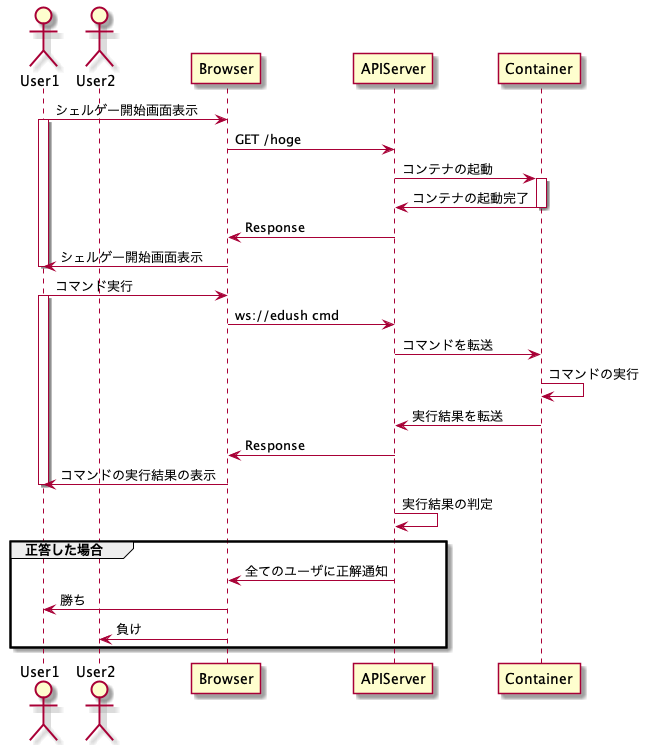 User1 User2 Browser APIServer Container
シェルゲー開始画面表示
GET /hoge
コンテナの起動
コンテナの起動完了
Response
シェルゲー開始画面表示
コマンド実行
ws://edush cmd
コマンドを転送
コマンドの実行
実行結果を転送
Response
コマンドの実行結果の表示
実行結果の判定
正答した場合
全てのユーザに正解通知
勝ち
負け
User1 User2 Browser APIServer Container